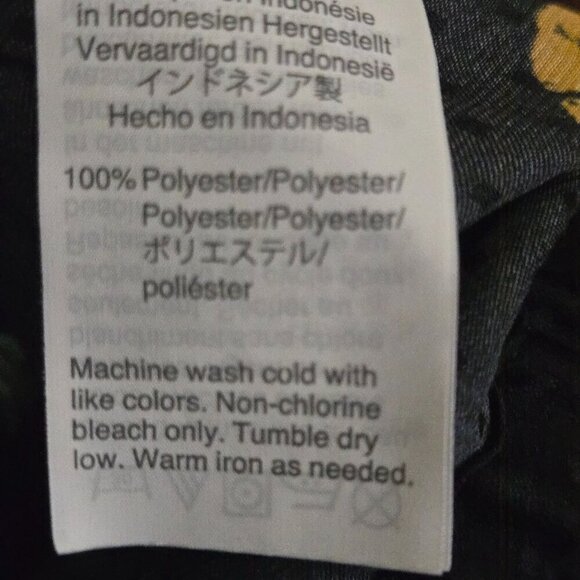 Indonésie
in Indonesien Hergestellt
Vervaardigd in Indonesië
インドネシア製
Hecho en Indonesia
100% Polyester/Polyester/
Polyester/Polyester/
ポリエステル/
poliéster
Machine wash cold with
like colors. Non-chlorine
bleach only. Tumble dry
low. Warm iron as needed.